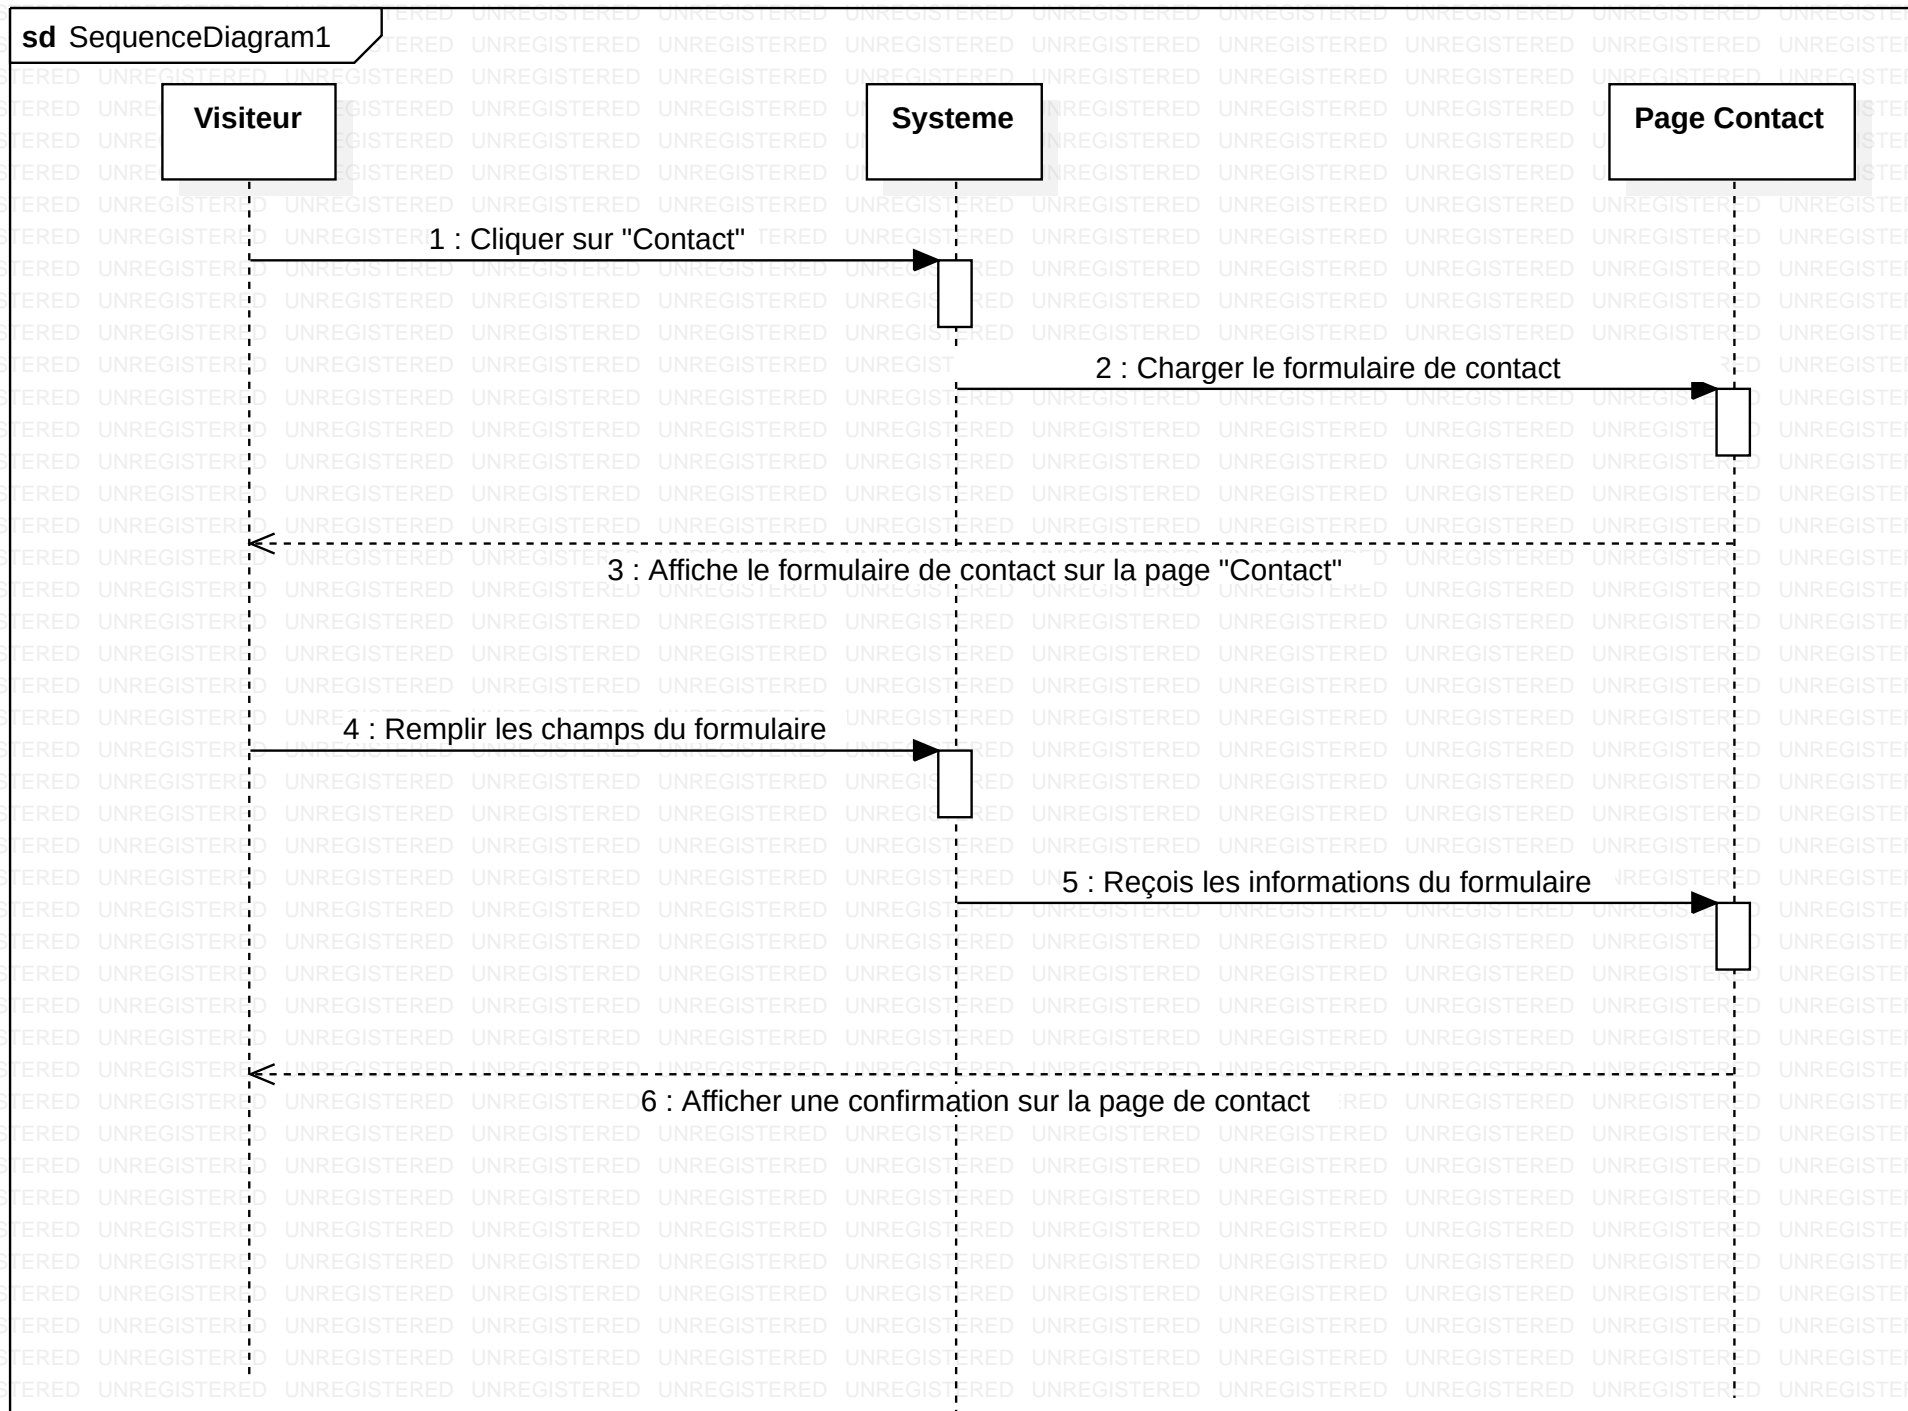 sd SequenceDiagram1
Visiteur
Systeme
Page Contact
1 : Cliquer sur "Contact"
2 : Charger le formulaire de contact
3 : Affiche le formulaire de contact sur la page "Contact"
4 : Remplir les champs du formulaire
5 : Reçois les informations du formulaire
6 : Afficher une confirmation sur la page de contact
UNREGISTERED